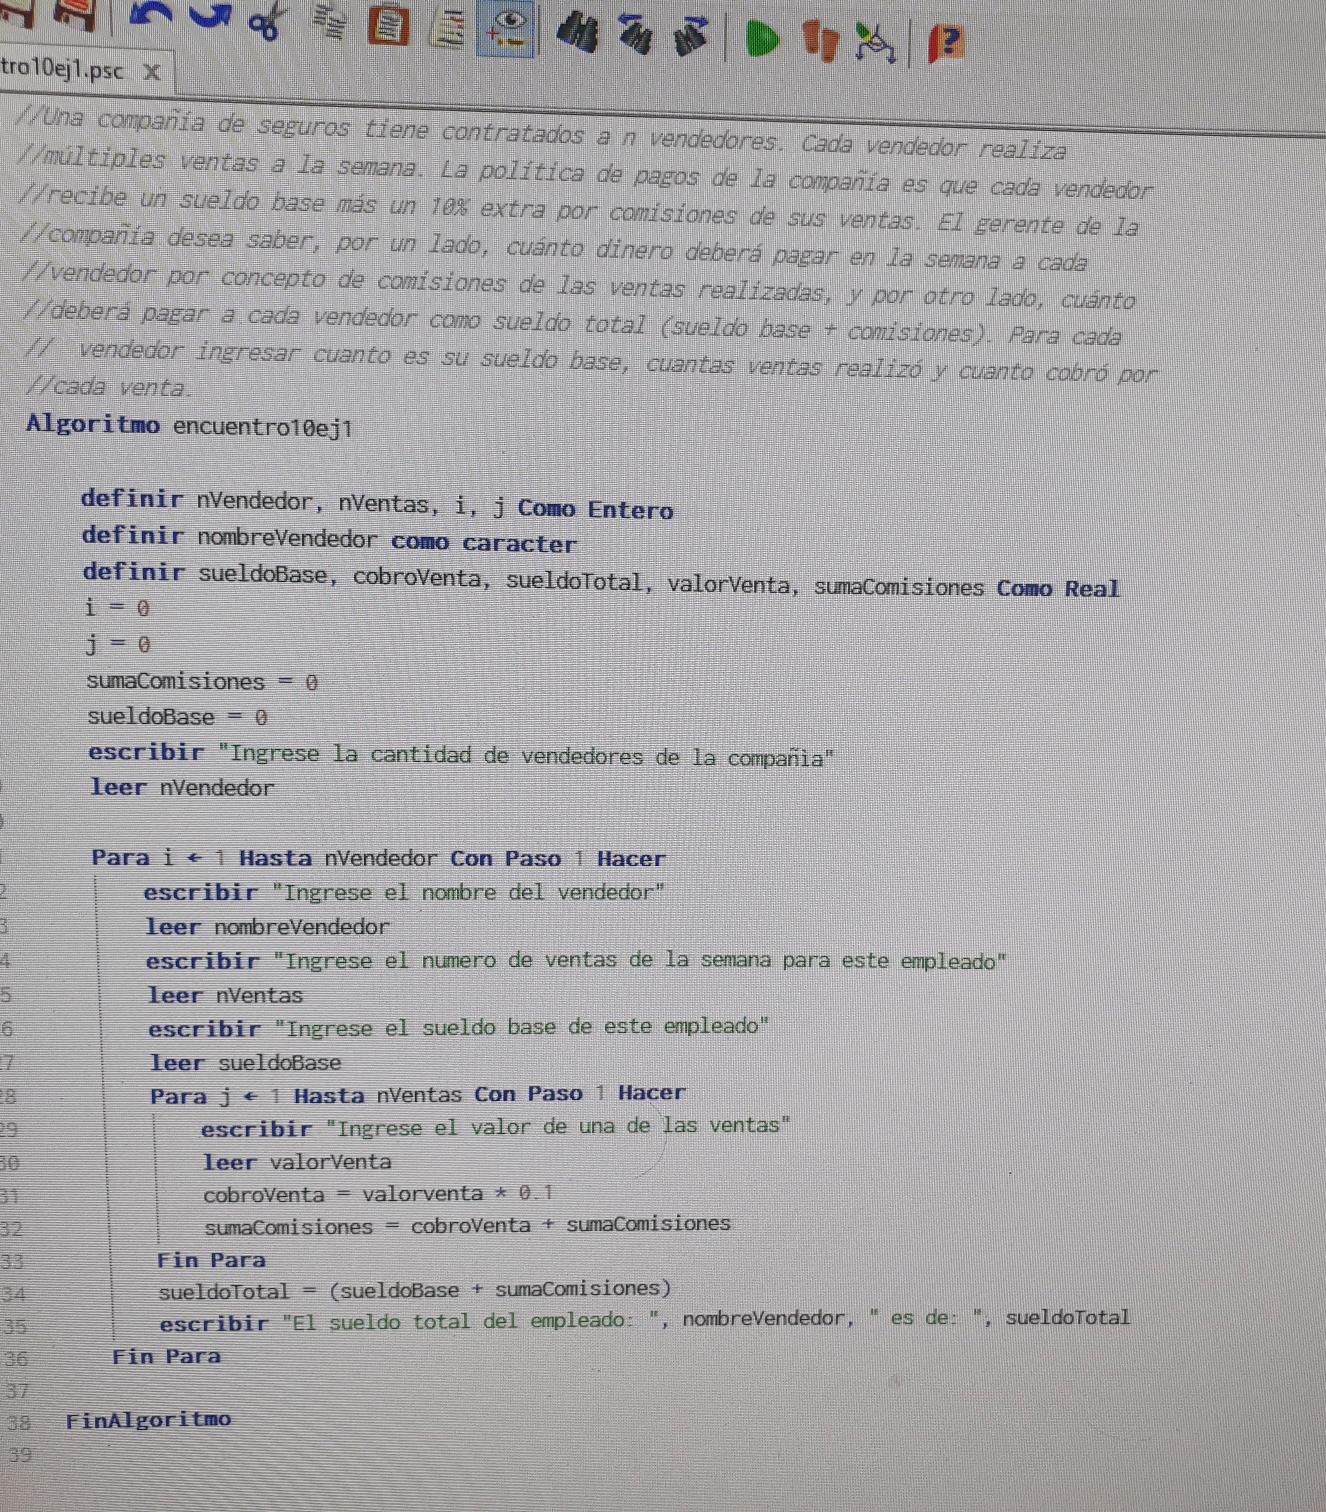 tro10ej1.psc X
//Una compañía de seguros tiene contratados a n vendedores. Cada vendedor realiza
//múltiples ventas a la semana. La política de pagos de la compañía es que cada vendedor
//recibe un sueldo base más un 10% extra por comisiones de sus ventas. El gerente de la
//compañía desea saber, por un lado, cuánto dinero deberá pagar en la semana a cada
//vendedor por concepto de comisiones de las ventas realizadas, y por otro lado, cuánto
//deberá pagar a cada vendedor como sueldo total (sueldo base + comisiones). Para cada
//  vendedor ingresar cuanto es su sueldo base, cuantas ventas realizó y cuanto cobró por
//cada venta.
Algoritmo encuentro10ej1
definir nVendedor, nVentas, i, j Como Entero
definir nombreVendedor como caracter
definir sueldoBase, cobroVenta, sueldoTotal, valorVenta, sumaComisiones Como Real
i = 0
j = 0
sumaComisiones = 0
sueldoBase = 0
escribir "Ingrese la cantidad de vendedores de la compañia"
leer nVendedor
Para i ← 1 Hasta nVendedor Con Paso 1 Hacer
2 escribir "Ingrese el nombre del vendedor"
3 leer nombreVendedor
4 escribir "Ingrese el numero de ventas de la semana para este empleado"
5 leer nVentas
6 escribir "Ingrese el sueldo base de este empleado"
27 leer sueldoBase
28 Para j ← 1 Hasta nVentas Con Paso 1 Hacer
29 escribir "Ingrese el valor de una de las ventas"
30 leer valorVenta
31 cobroVenta = valorventa * 0.1
32 sumaComisiones = cobroVenta + sumaComisiones
33 Fin Para
34 sueldoTotal = (sueldoBase + sumaComisiones)
35 escribir "El sueldo total del empleado: ", nombreVendedor, " es de: ", sueldoTotal
36 Fin Para
37
38 FinAlgoritmo
39